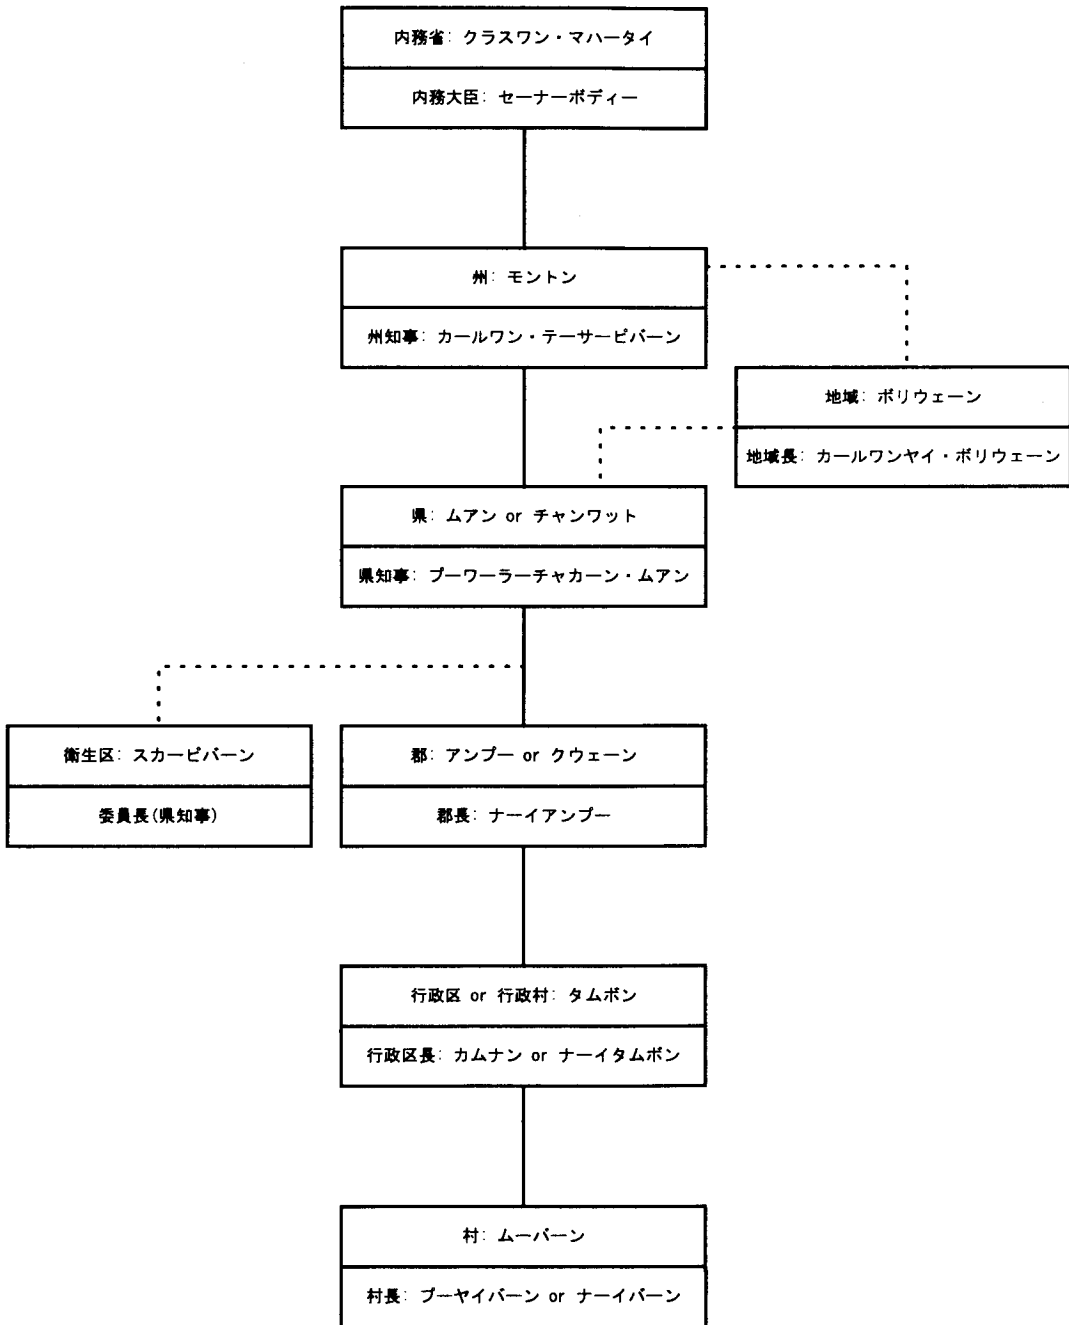 内務省: クラスワン・マハータイ
内務大臣: セーナーボディー
州: モントン
州知事: カールワン・テーサーピバーン
地域: ボリウェーン
地域長: カールワンヤイ・ボリウェーン
県: ムアン or チャンワット
県知事: プーワーラーチャカーン・ムアン
衛生区: スカーピバーン
委員長(県知事)
郡: アンプー or クウェーン
郡長: ナーイアンプー
行政区 or 行政村: タムボン
行政区長: カムナン or ナーイタムボン
村: ムーバーン
村長: プーヤイバーン or ナーイバーン